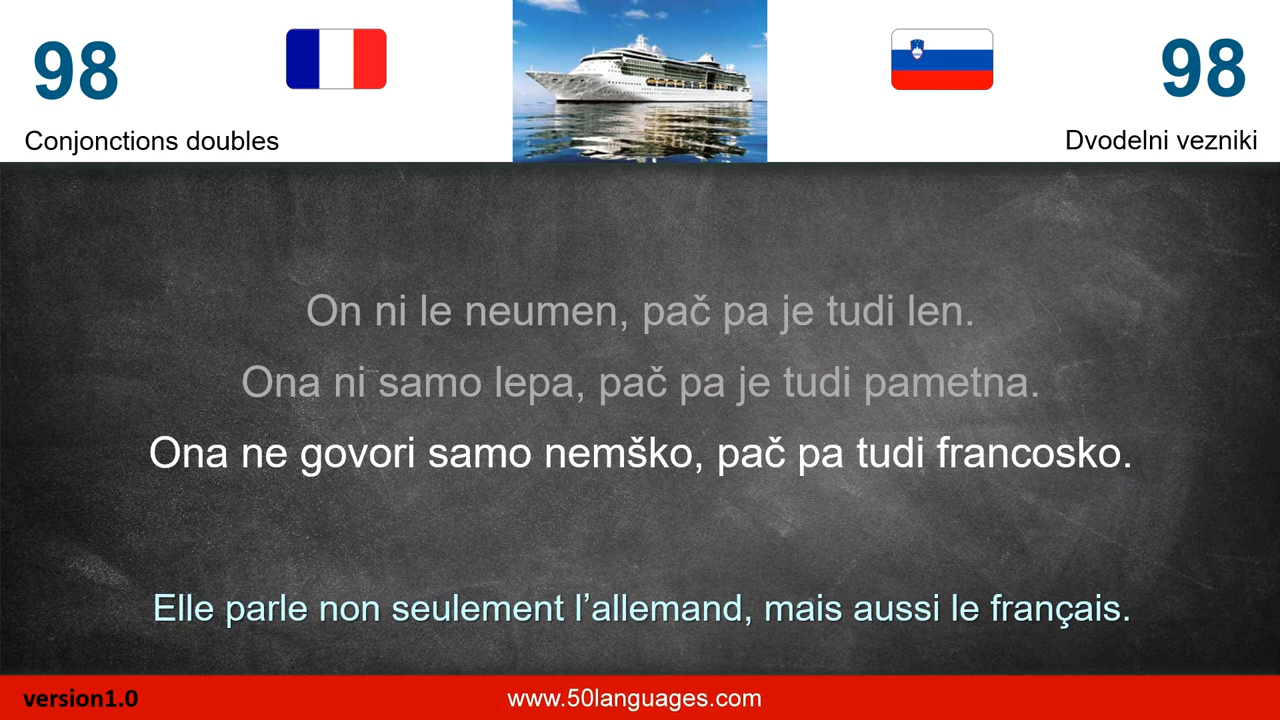 98
98
Conjonctions doubles
Dvodelni vezniki
On ni le neumen, pač pa je tudi len.
Ona ni samo lepa, pač pa je tudi pametna.
Ona ne govori samo nemško, pač pa tudi francosko.
Elle parle non seulement l’allemand, mais aussi le français.
version1.0
www.50languages.com